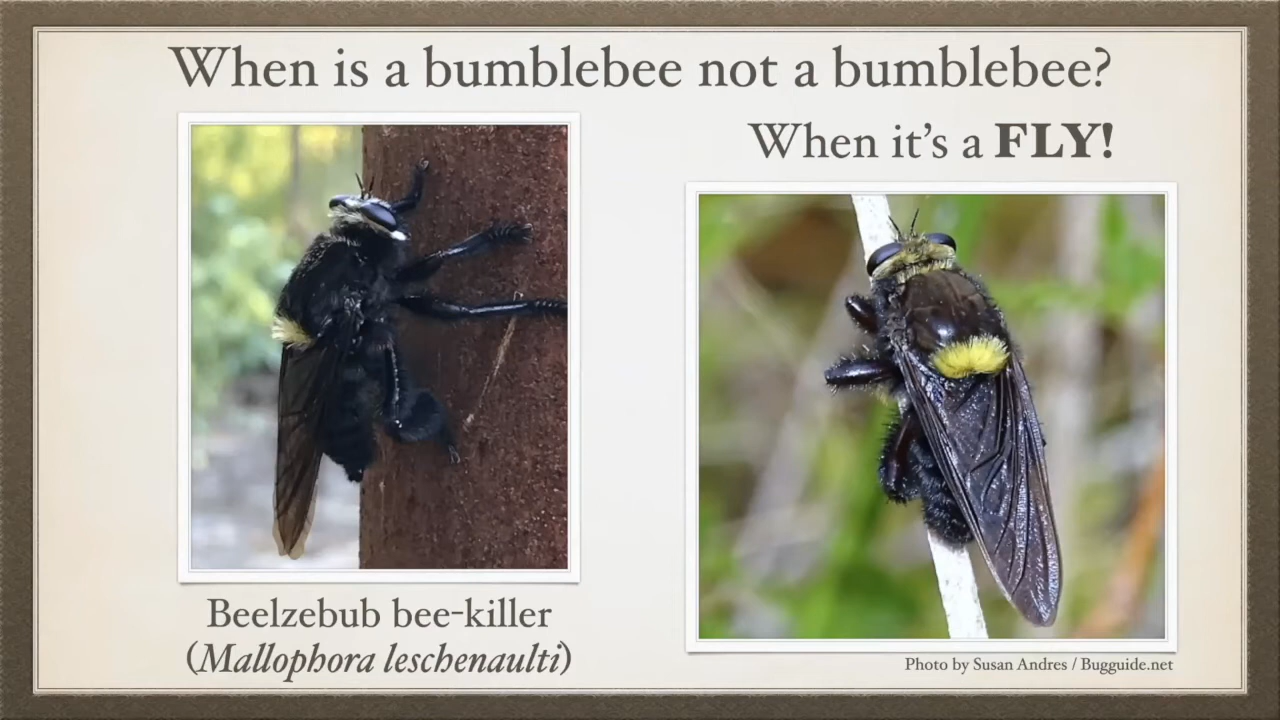 When is a bumblebee not a bumblebee?
When it's a FLY!
Beelzebub bee-killer
(Mallophora leschenaulti)
Photo by Susan Andres / Bugguide.net